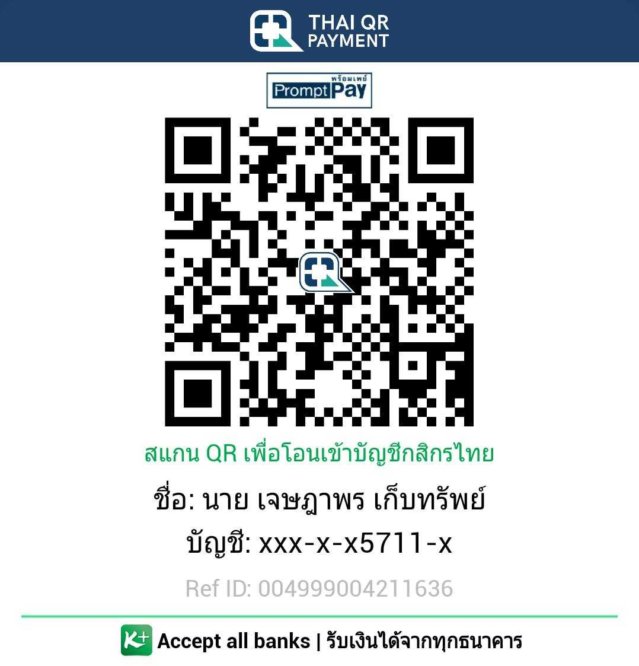 THAI QR
PAYMENT
พร้อมเพย์
PromptPay
สแกน QR เพื่อโอนเข้าบัญชีกสิกรไทย
ชื่อ: นาย เจษฎาพร เก็บทรัพย์
บัญชี: xxx-x-x5711-x
Ref ID: 004999004211636
K+ Accept all banks | รับเงินได้จากทุกธนาคาร